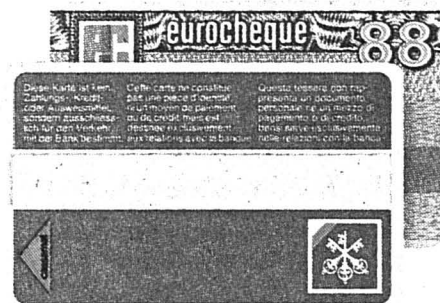 eurocheque
88
Diese Karte ist kein
Zahlungs-, Kredit-
oder Ausweismittel,
sondern ausschliess-
lich für den Verkehr
mit der Bank bestimmt.
Cette carte ne constitue
pas une pièce d'identité,
ni un moyen de paiement
ou de crédit mais est
destinée exclusivement
aux relations avec la banque
Questa tessera non rap-
presenta un documento
personale né un mezzo di
pagamento o di credito,
bensì serve esclusivamente
nelle relazioni con la banca